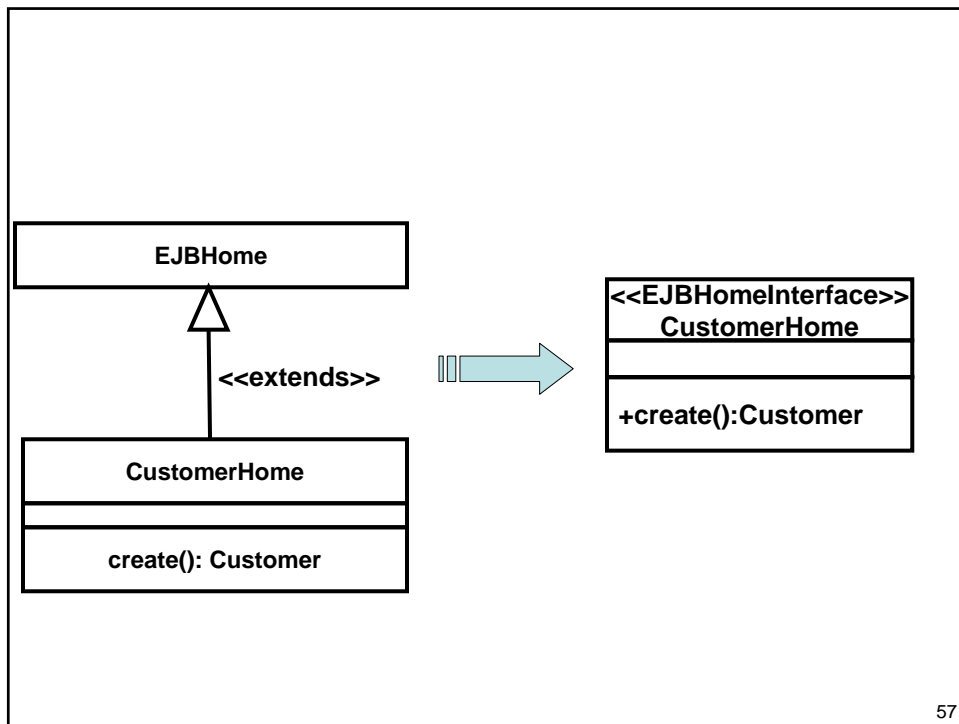 EJBHome
<<extends>>
CustomerHome
create(): Customer
<<EJBHomeInterface>>
CustomerHome
+create():Customer
57